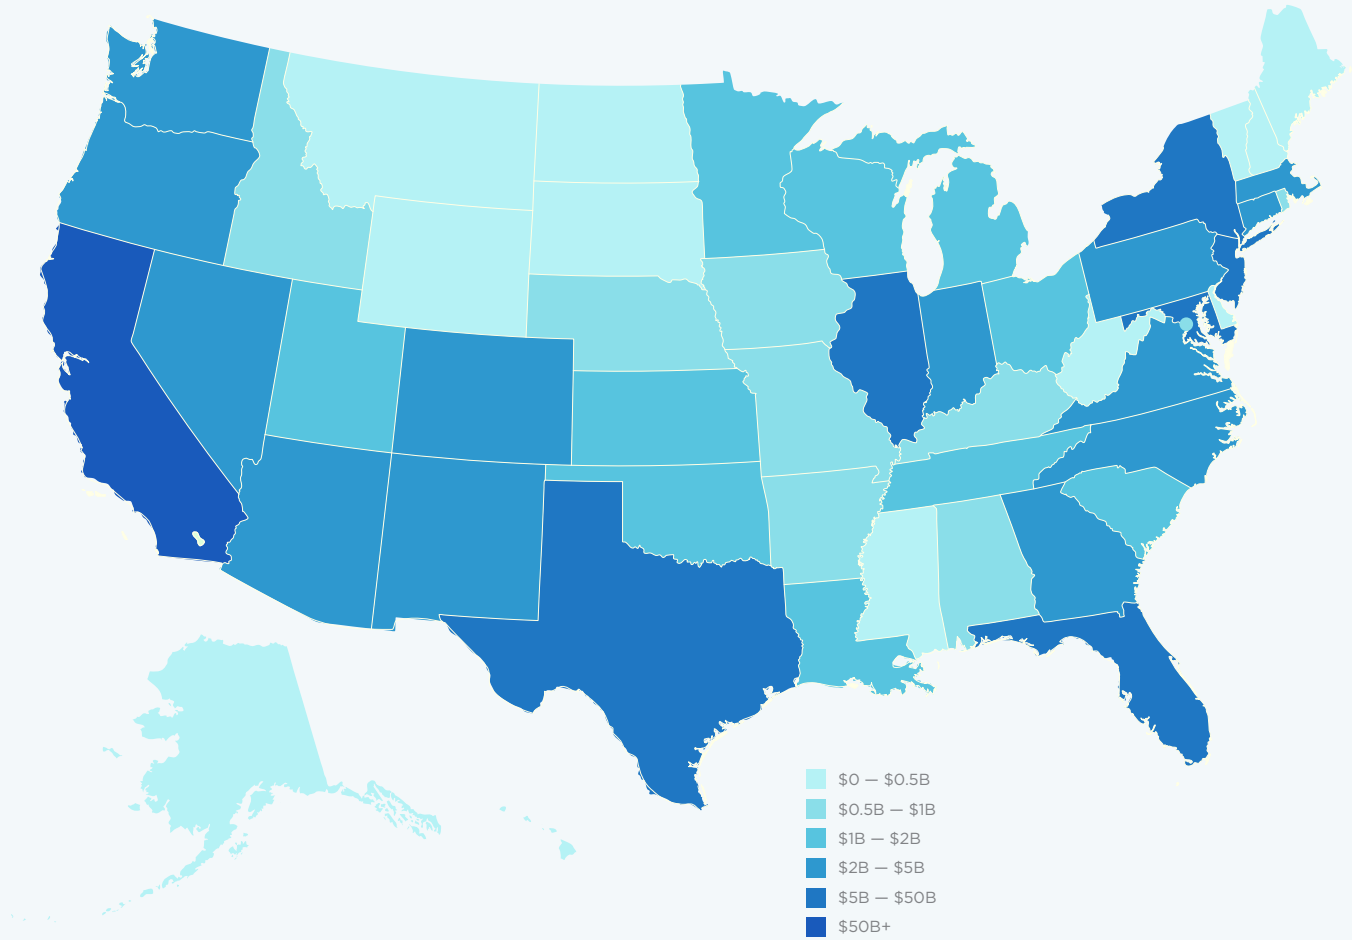 $0 — $0.5B
$0.5B — $1B
$1B — $2B
$2B — $5B
$5B — $50B
$50B+